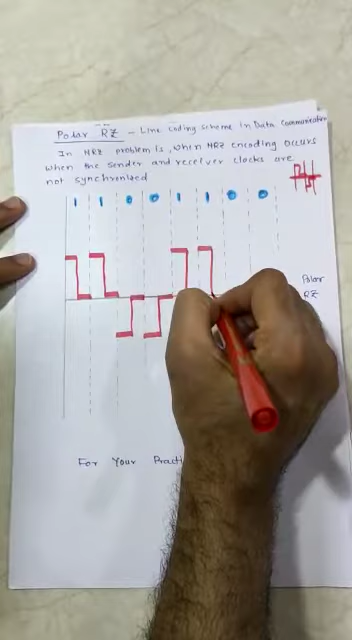 Polar RZ - Line Coding scheme in Data Communication
In NRZ problem is, when NRZ encoding occurs
when the sender and receiver clocks are
not synchronized
1 1 0 0 1 1 0 0
Polar
RZ
For Your Practi